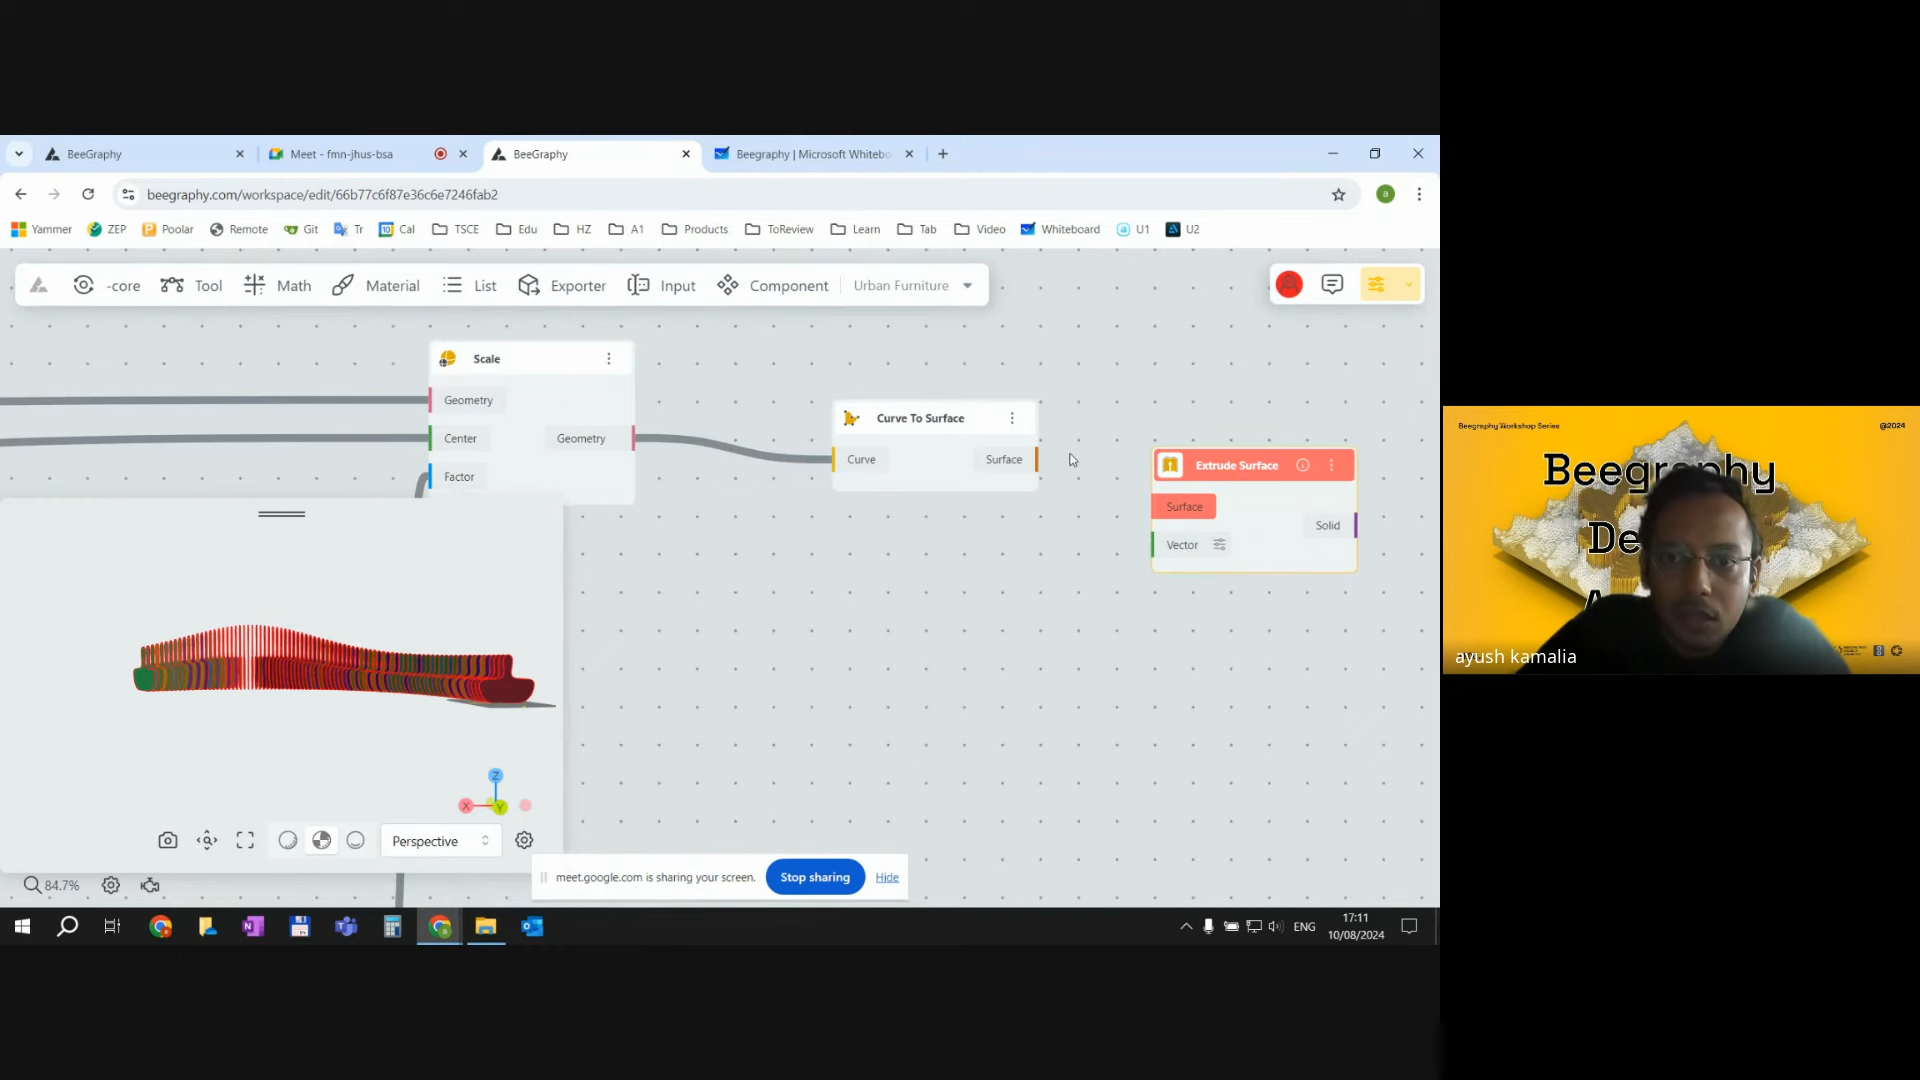 BeeGraphy
Meet - fmn-jhus-bsa
BeeGraphy
Beegraphy | Microsoft Whitebo
beegraphy.com/workspace/edit/66b77c6f87e36c6e7246fab2
a
Yammer ZEP Poolar Remote Git Tr Cal TSCE Edu HZ A1 Products ToReview Learn Tab Video Whiteboard U1 U2
-core Tool Math Material List Exporter Input Component Urban Furniture
Scale
Geometry
Center
Geometry
Factor
Curve To Surface
Curve
Surface
Extrude Surface
Surface
Solid
Vector
Z
X
Y
Perspective
84.7%
meet.google.com is sharing your screen.
Stop sharing
Hide
ENG
17:11
10/08/2024
Beegraphy Workshop Series
@2024
Beegraphy
De
A
ayush kamalia